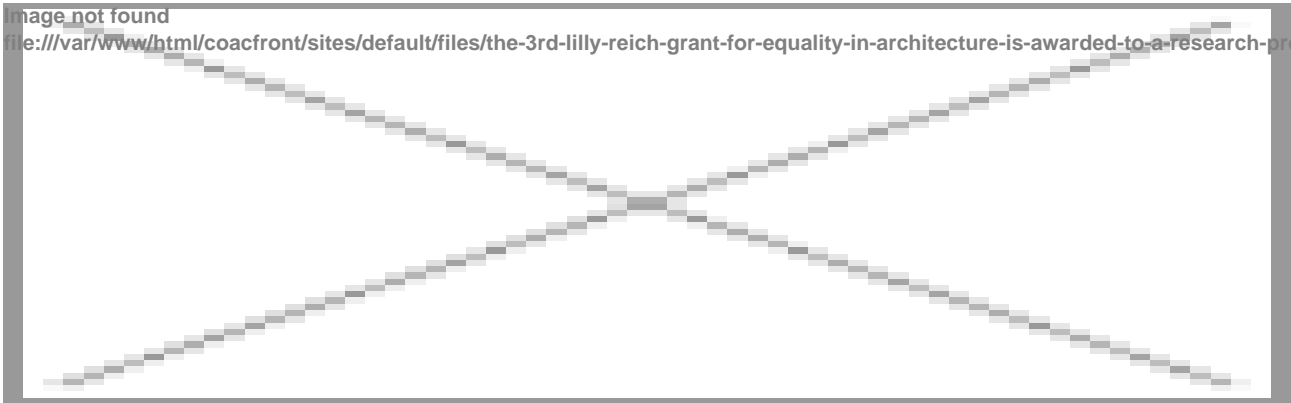 Image not found
file:///var/www/html/coacfront/sites/default/files/the-3rd-lilly-reich-grant-for-equality-in-architecture-is-awarded-to-a-research-pr